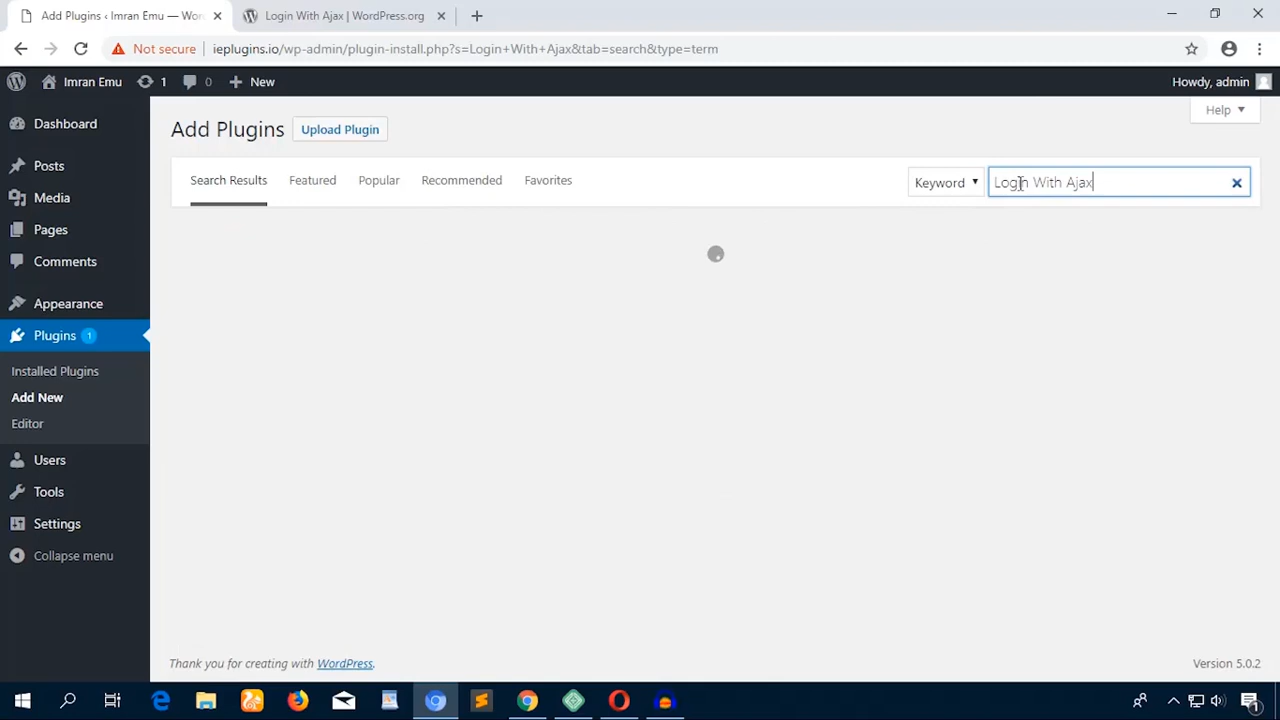 Add Plugins ‹ Imran Emu — Wor
Login With Ajax | WordPress.org
Not secure
ieplugins.io/wp-admin/plugin-install.php?s=Login+With+Ajax&tab=search&type=term
Imran Emu
1
0
New
Howdy, admin
Help
Dashboard
Posts
Media
Pages
Comments
Appearance
Plugins 1
Installed Plugins
Add New
Editor
Users
Tools
Settings
Collapse menu
Add Plugins
Upload Plugin
Search Results
Featured
Popular
Recommended
Favorites
Keyword
Login With Ajax
Thank you for creating with WordPress.
Version 5.0.2
1